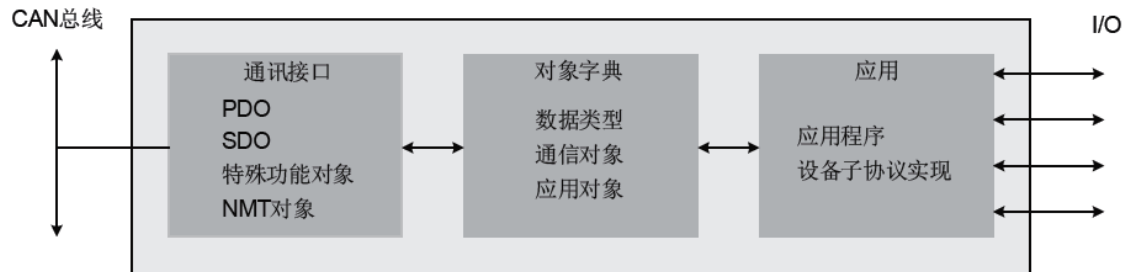 CAN总线
I/O
通讯接口
PDO
SDO
特殊功能对象
NMT对象
对象字典
数据类型
通信对象
应用对象
应用
应用程序
设备子协议实现